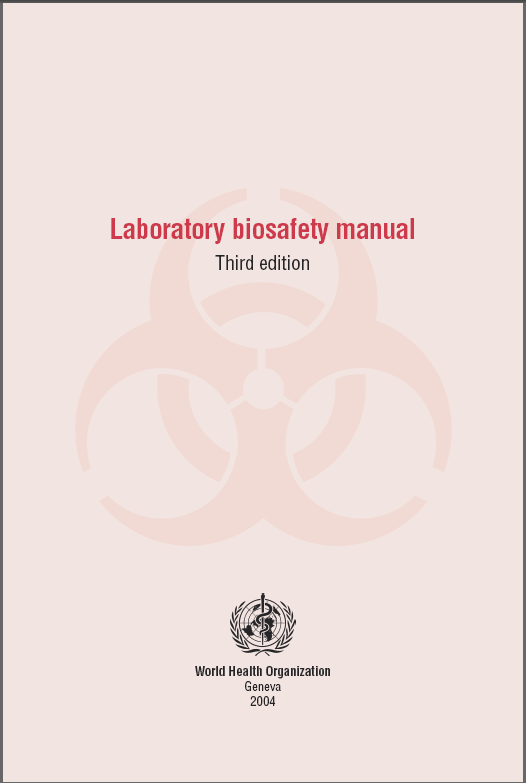 Laboratory biosafety manual
Third edition
World Health Organization
Geneva
2004